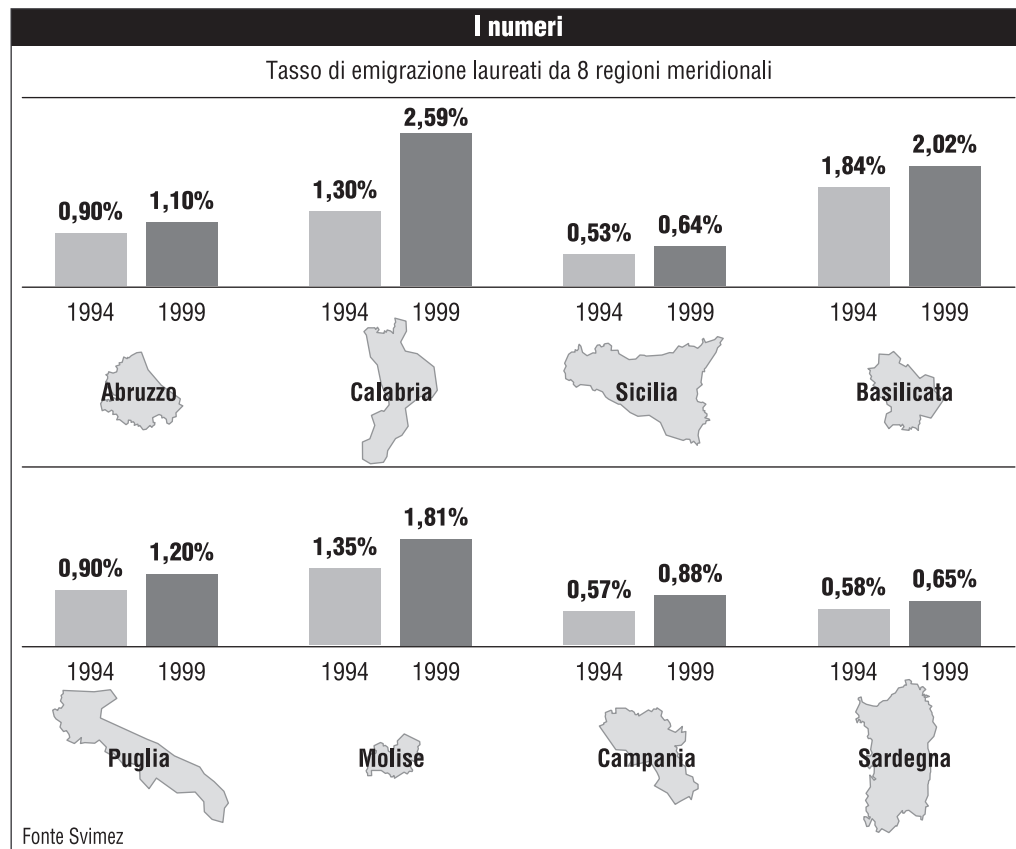 I numeri
Tasso di emigrazione laureati da 8 regioni meridionali
0,90% 1,10% 1,30% 2,59% 0,53% 0,64% 1,84% 2,02%
1994 1999 1994 1999 1994 1999 1994 1999
Abruzzo Calabria Sicilia Basilicata
0,90% 1,20% 1,35% 1,81% 0,57% 0,88% 0,58% 0,65%
1994 1999 1994 1999 1994 1999 1994 1999
Puglia Molise Campania Sardegna
Fonte Svimez